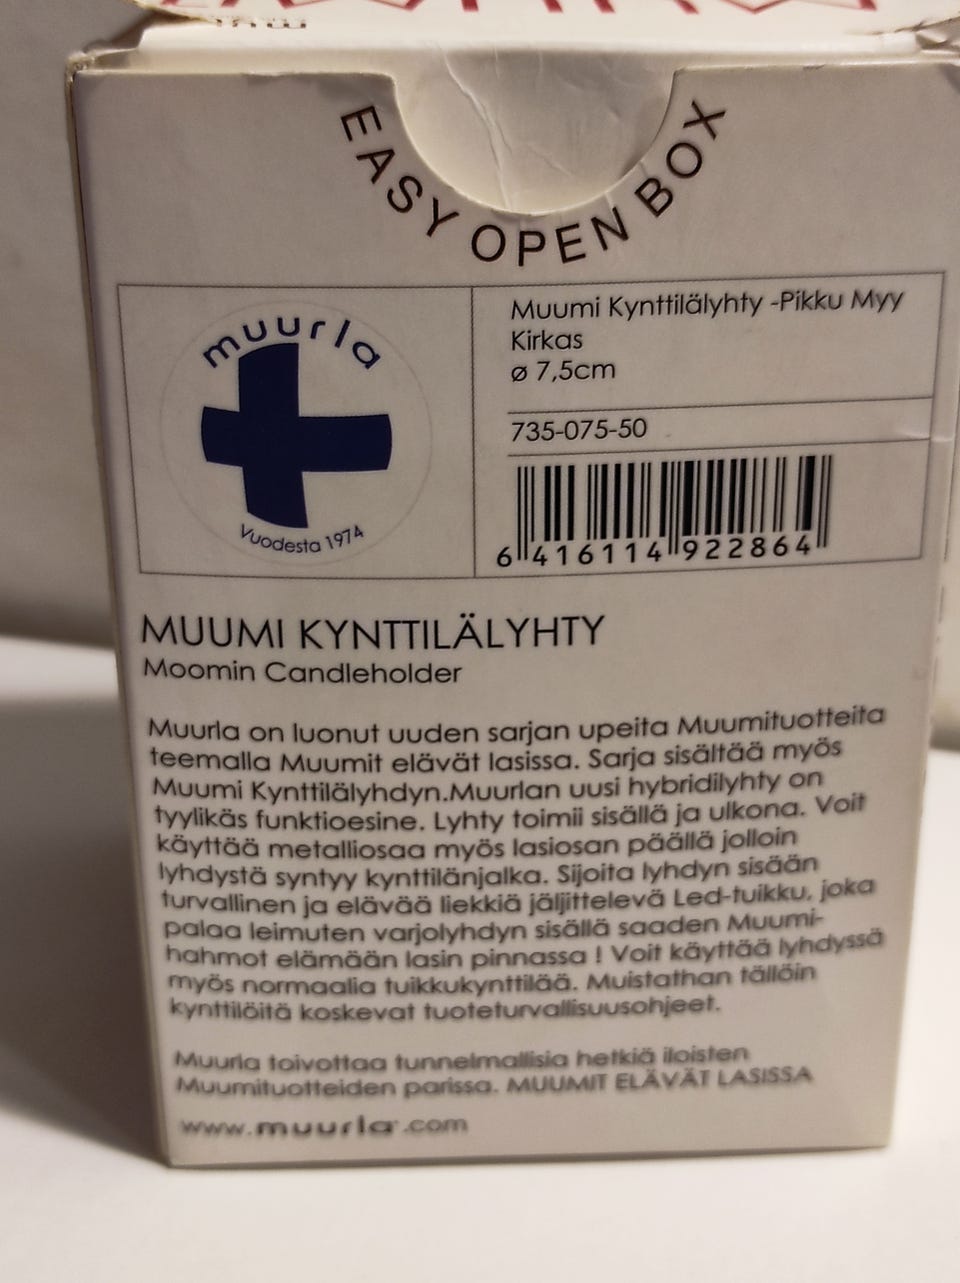 EASY OPEN BOX
muurla
Vuodesta 1974
Muumi Kynttilälyhty -Pikku Myy
Kirkas
ø 7,5cm
735-075-50
6 416114 922864
MUUMI KYNTTILÄLYHTY
Moomin Candleholder
Muurla on luonut uuden sarjan upeita Muumituotteita
teemalla Muumit elävät lasissa. Sarja sisältää myös
Muumi Kynttilälyhdyn.Muurlan uusi hybridilyhty on
tyylikäs funktioesine. Lyhty toimii sisällä ja ulkona. Voit
käyttää metalliosaa myös lasiosan päällä jolloin
lyhdystä syntyy kynttilänjalka. Sijoita lyhdyn sisään
turvallinen ja elävää liekkiä jäljittelevä Led-tuikku, joka
palaa leimuten varjolyhdyn sisällä saaden Muumi-
hahmot elämään lasin pinnassa ! Voit käyttää lyhdyssä
myös normaalia tuikkukynttilää. Muistathan tällöin
kynttilöitä koskevat tuoteturvallisuusohjeet.
Muurla toivottaa tunnelmallisia hetkiä iloisten
Muumituotteiden parissa. MUUMIT ELÄVÄT LASISSA
www.muurla.com